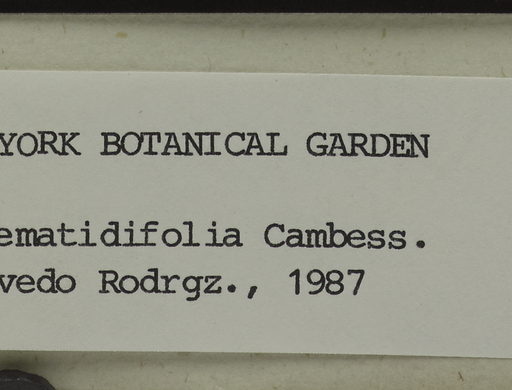 YORK BOTANICAL GARDEN
ematidifolia Cambess.
vedo Rodrgz., 1987